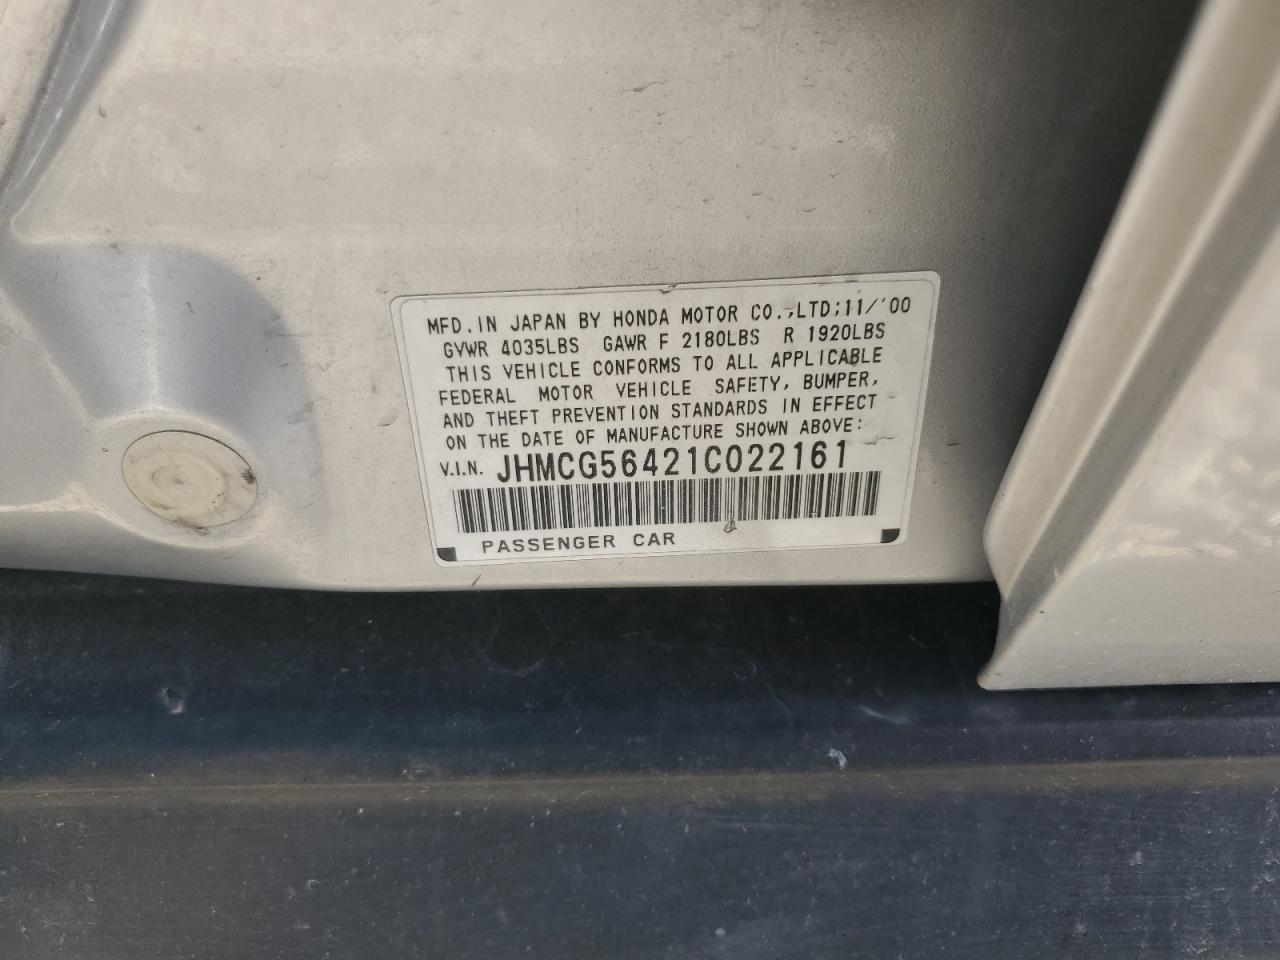 MFD. IN JAPAN BY HONDA MOTOR CO.,LTD;11/'00
GVWR 4035LBS GAWR F 2180LBS R 1920LBS
THIS VEHICLE CONFORMS TO ALL APPLICABLE
FEDERAL MOTOR VEHICLE SAFETY, BUMPER,
AND THEFT PREVENTION STANDARDS IN EFFECT
ON THE DATE OF MANUFACTURE SHOWN ABOVE:
V.I.N. JHMCG56421C022161
PASSENGER CAR